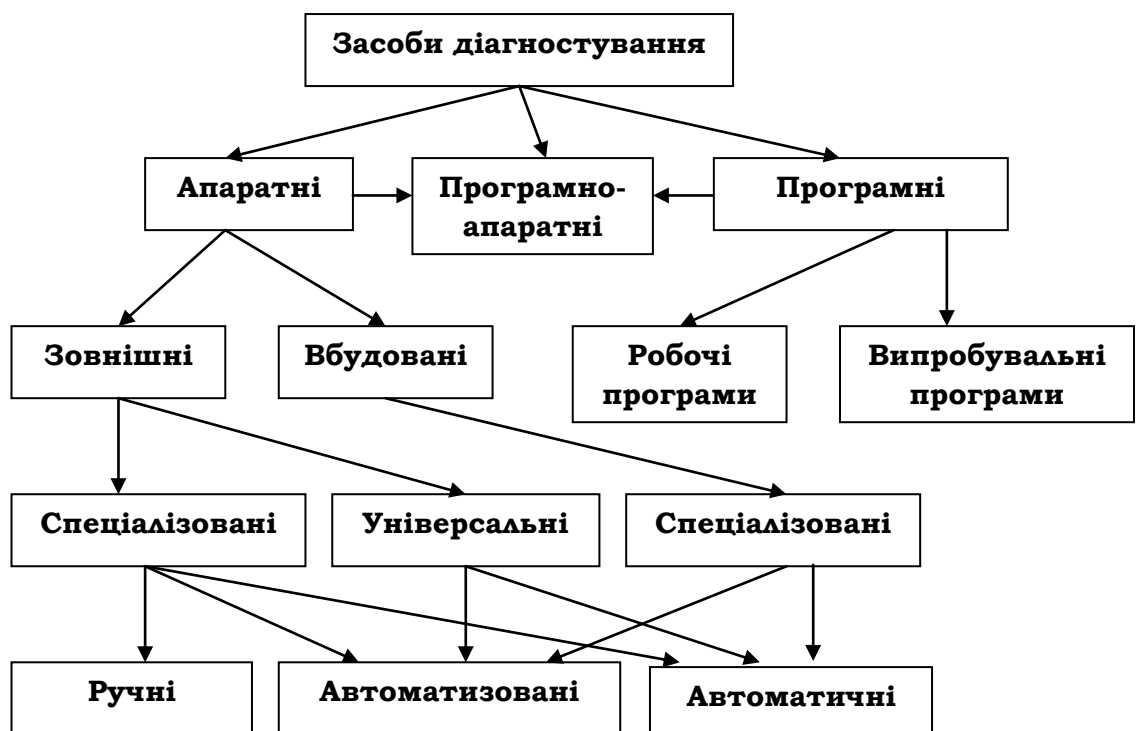 Засоби діагностування
Апаратні
Програмно-
апаратні
Програмні
Зовнішні
Вбудовані
Робочі
програми
Випробувальні
програми
Спеціалізовані
Універсальні
Спеціалізовані
Ручні
Автоматизовані
Автоматичні